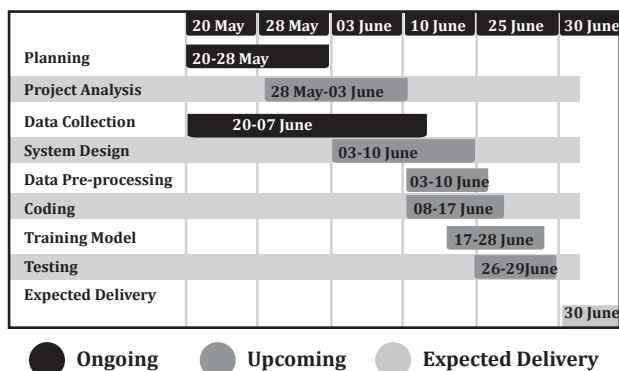 20 May 28 May 03 June 10 June 25 June 30 June
Planning 20-28 May
Project Analysis 28 May-03 June
Data Collection 20-07 June
System Design 03-10 June
Data Pre-processing 03-10 June
Coding 08-17 June
Training Model 17-28 June
Testing 26-29June
Expected Delivery
30 June
Ongoing Upcoming Expected Delivery